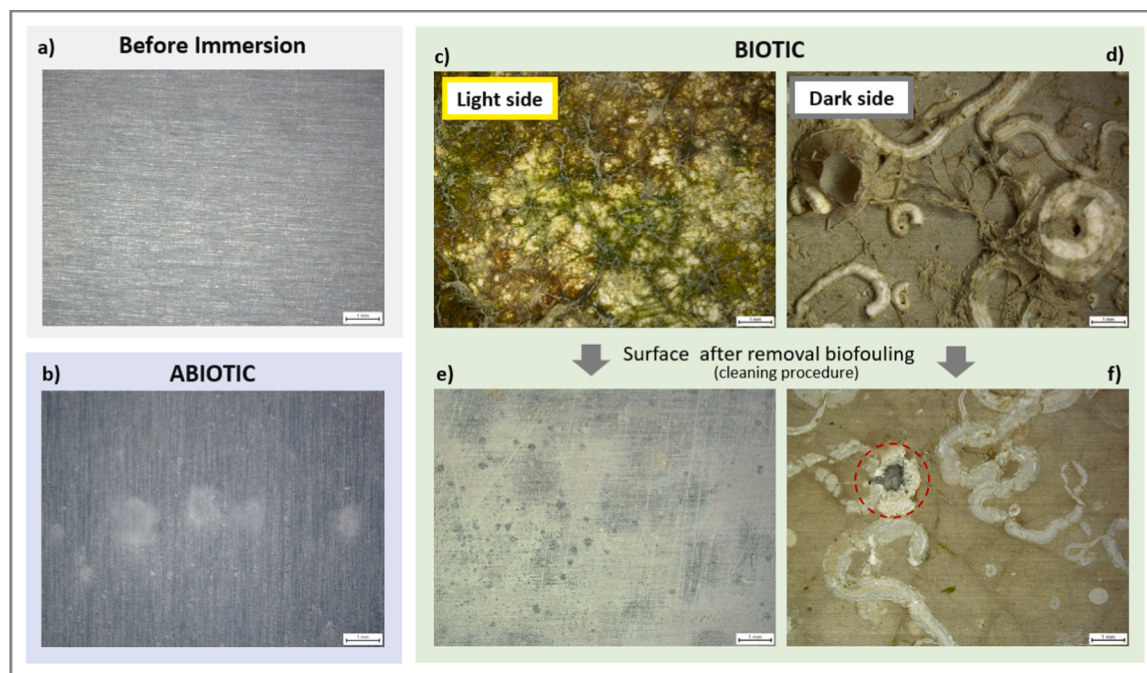 a)
Before Immersion
1 mm
b)
ABIOTIC
1 mm
BIOTIC
c)
Light side
1 mm
d)
Dark side
1 mm
Surface after removal biofouling
(cleaning procedure)
e)
1 mm
f)
1 mm